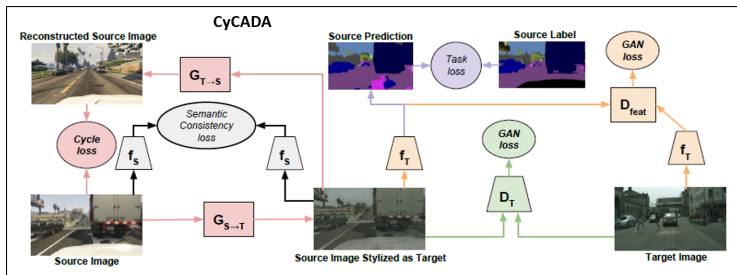 CyCADA
Reconstructed Source Image
Source Prediction
Source Label
GAN
loss
Task
loss
G T→S
Semantic
Consistency
loss
D feat
GAN
loss
Cycle
loss
f S
f S
f T
f T
G S→T
D T
Source Image
Source Image Stylized as Target
Target Image